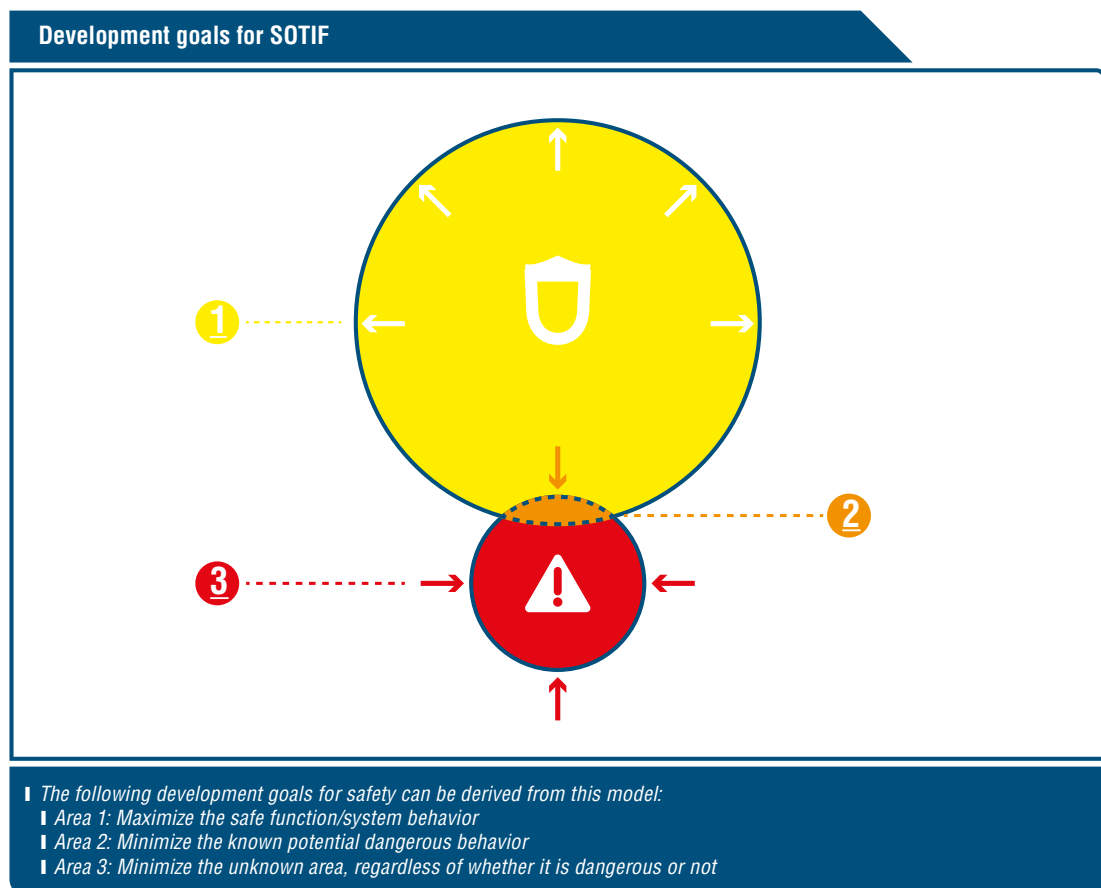 Development goals for SOTIF
1
2
3
The following development goals for safety can be derived from this model:
Area 1: Maximize the safe function/system behavior
Area 2: Minimize the known potential dangerous behavior
Area 3: Minimize the unknown area, regardless of whether it is dangerous or not